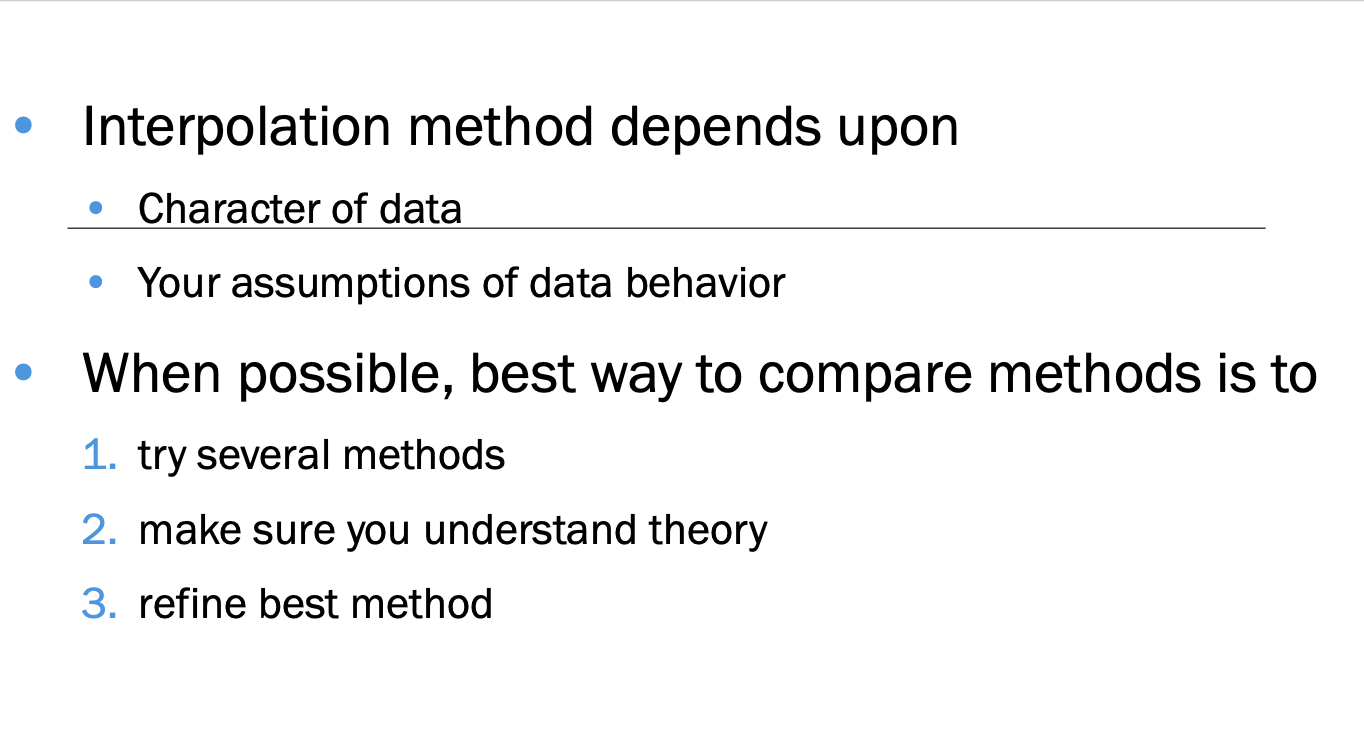 • Interpolation method depends upon
• Character of data
• Your assumptions of data behavior
• When possible, best way to compare methods is to
1. try several methods
2. make sure you understand theory
3. refine best method